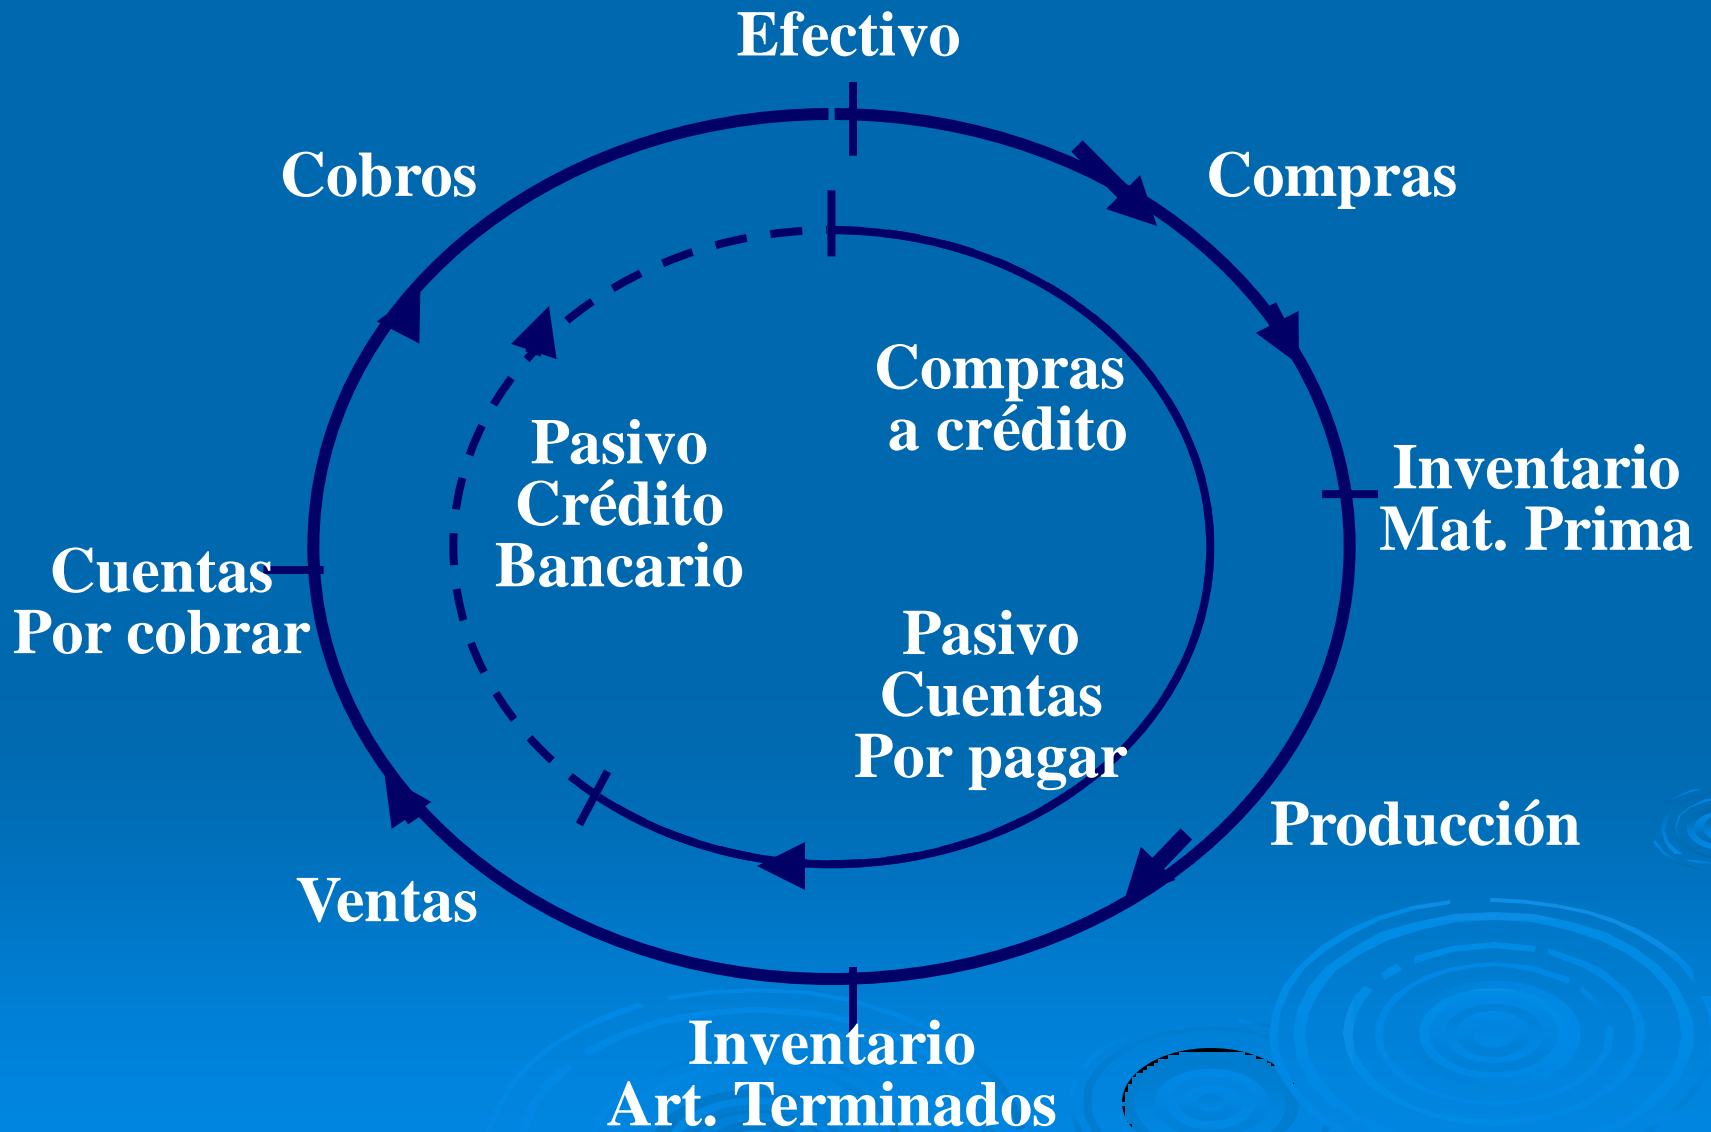 Efectivo
Cobros
Compras
Compras
a crédito
Pasivo
Crédito
Bancario
Inventario
Mat. Prima
Cuentas
Por cobrar
Pasivo
Cuentas
Por pagar
Producción
Ventas
Inventario
Art. Terminados